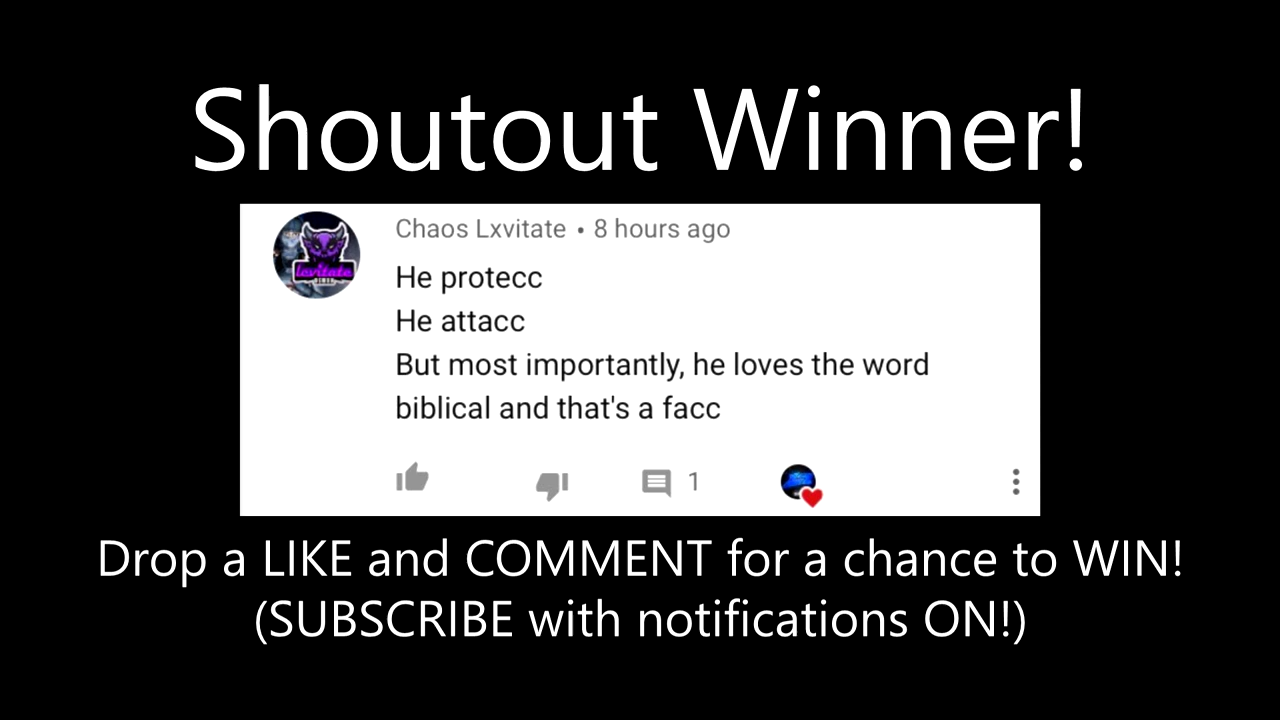 Shoutout Winner!
lxvitate
Chaos Lxvitate • 8 hours ago
He protecc
He attacc
But most importantly, he loves the word
biblical and that's a facc
1
Drop a LIKE and COMMENT for a chance to WIN!
(SUBSCRIBE with notifications ON!)